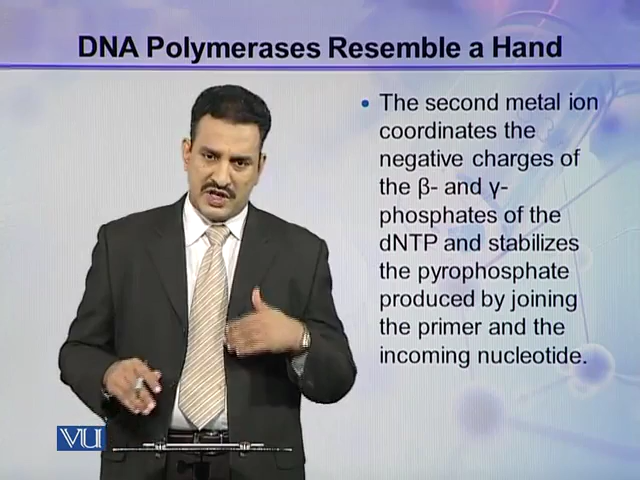 DNA Polymerases Resemble a Hand
• The second metal ion
coordinates the
negative charges of
the β- and γ-
phosphates of the
dNTP and stabilizes
the pyrophosphate
produced by joining
the primer and the
incoming nucleotide.
VU